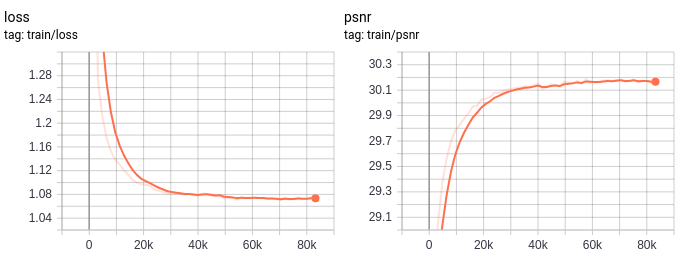 loss
tag: train/loss
1.28
1.24
1.2
1.16
1.12
1.08
1.04
0 20k 40k 60k 80k
psnr
tag: train/psnr
30.3
30.1
29.9
29.7
29.5
29.3
29.1
0 20k 40k 60k 80k